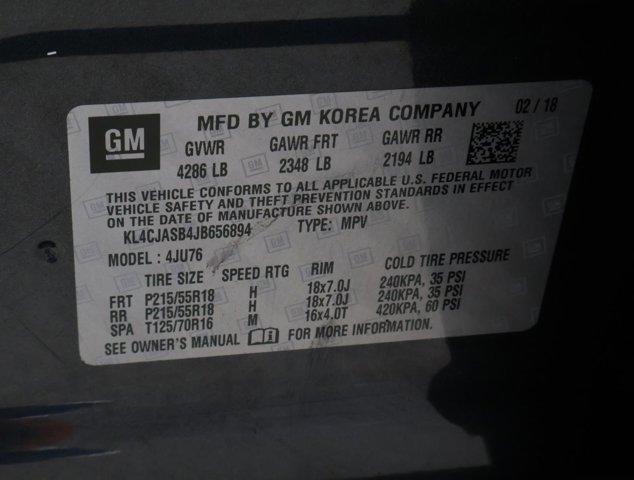 GM MFD BY GM KOREA COMPANY 02 / 18
GVWR GAWR FRT GAWR RR
4286 LB 2348 LB 2194 LB
THIS VEHICLE CONFORMS TO ALL APPLICABLE U.S. FEDERAL MOTOR
VEHICLE SAFETY AND THEFT PREVENTION STANDARDS IN EFFECT
ON THE DATE OF MANUFACTURE SHOWN ABOVE.
KL4CJASB4JB656894 TYPE: MPV
MODEL : 4JU76
TIRE SIZE SPEED RTG RIM COLD TIRE PRESSURE
FRT P215/55R18 H 18x7.0J 240KPA, 35 PSI
RR P215/55R18 H 18x7.0J 240KPA, 35 PSI
SPA T125/70R16 M 16x4.0T 420KPA, 60 PSI
SEE OWNER'S MANUAL FOR MORE INFORMATION.